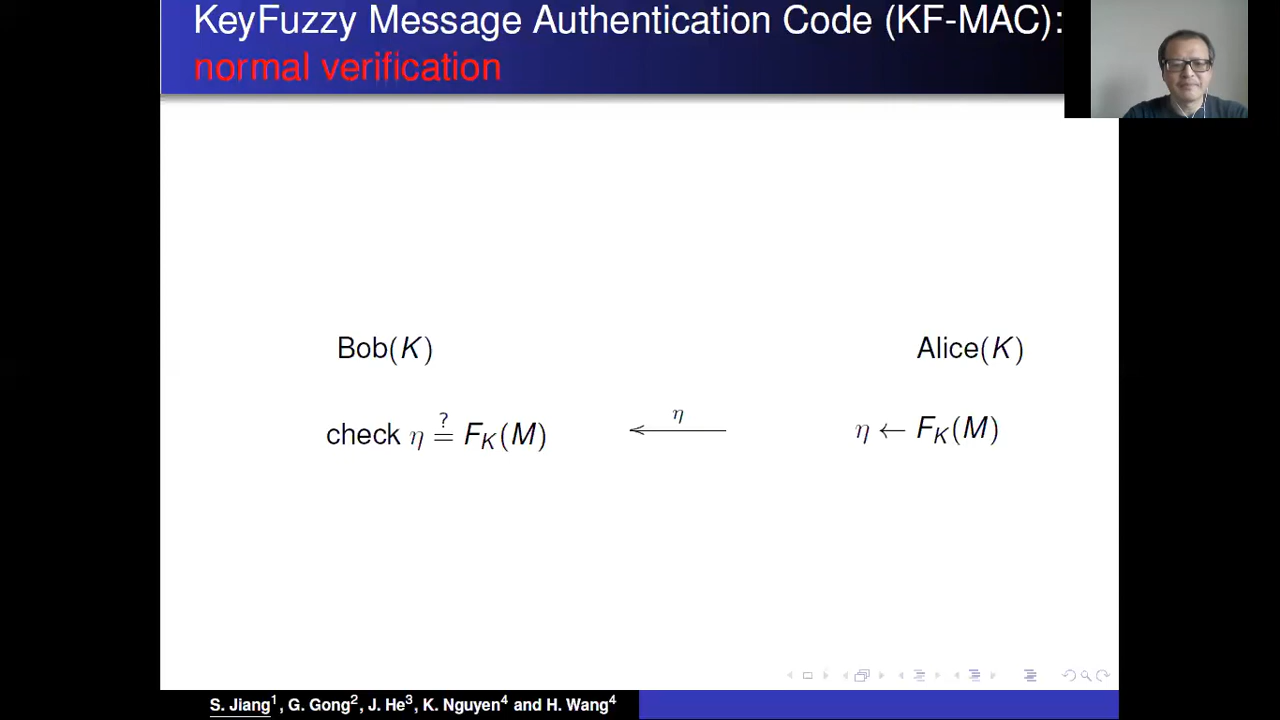 KeyFuzzy Message Authentication Code (KF-MAC):
normal verification
Bob(K) Alice(K)
check η ?= F_K(M) η η ← F_K(M)
S. Jiang¹, G. Gong², J. He³, K. Nguyen⁴ and H. Wang⁴